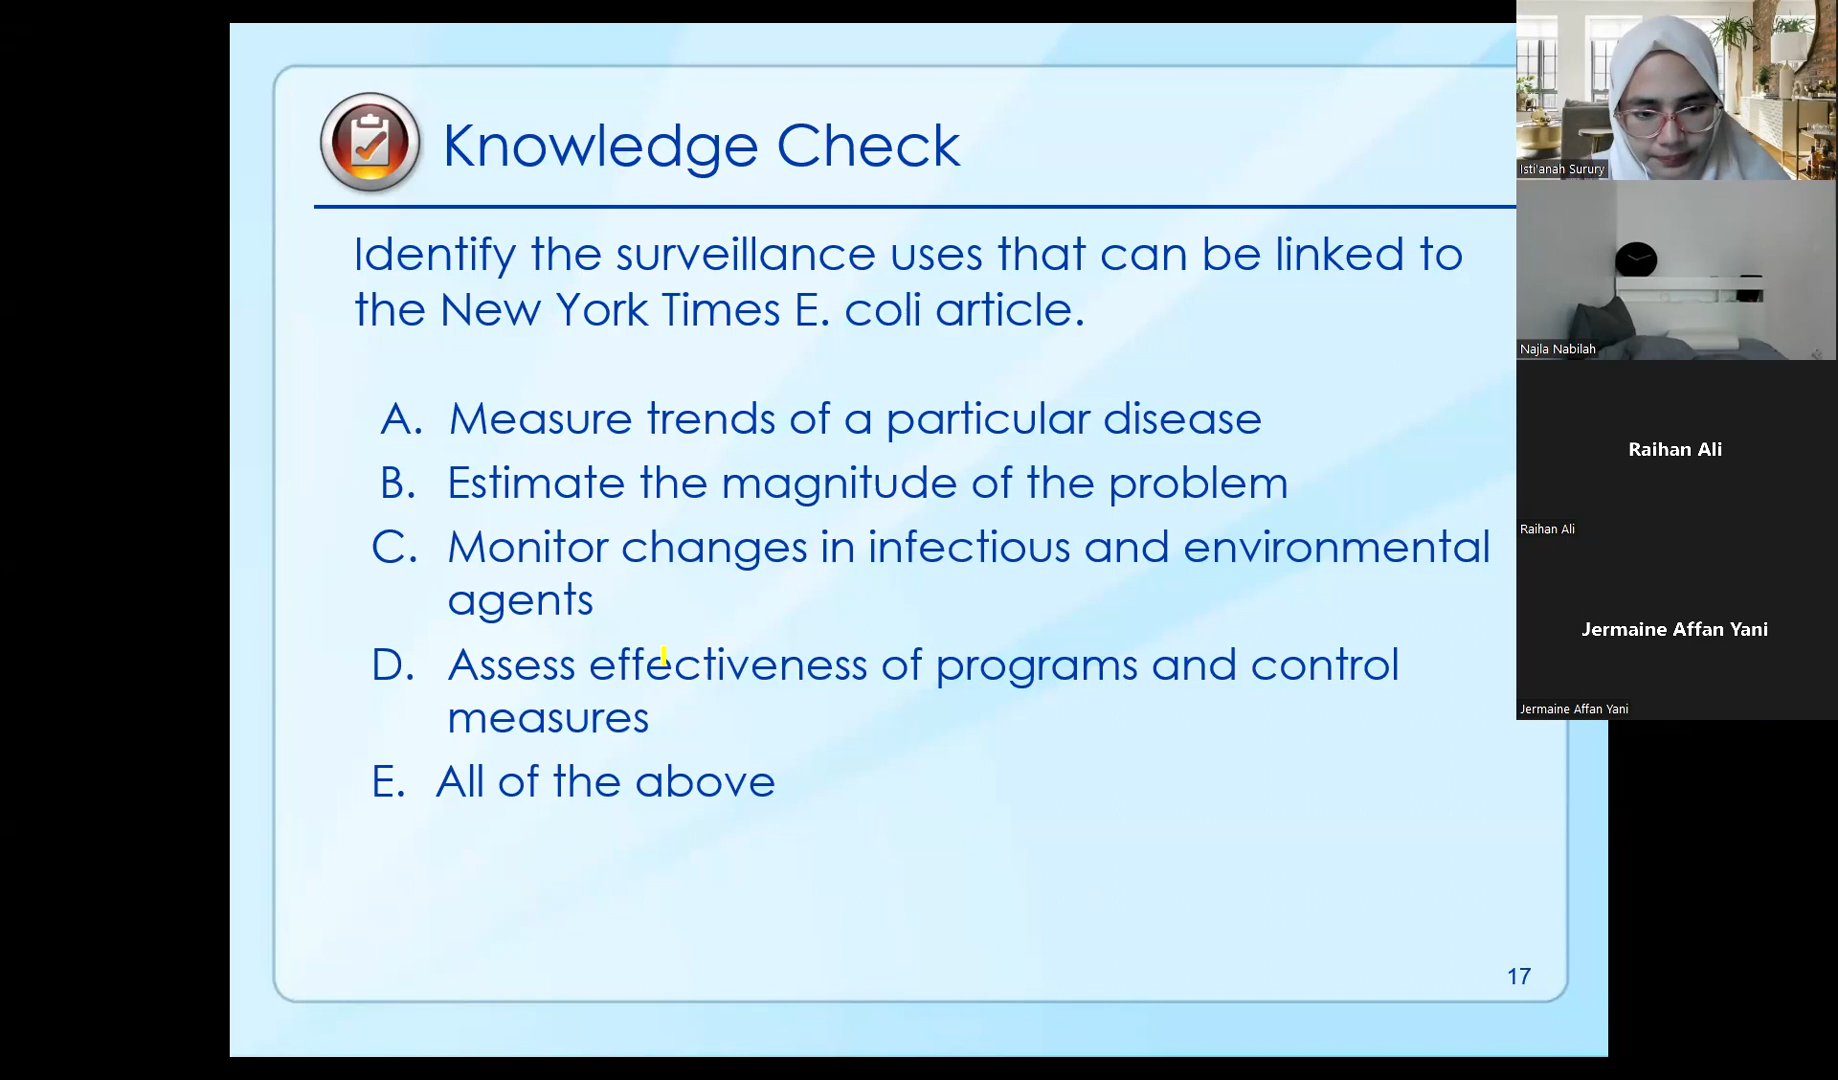 Knowledge Check
Identify the surveillance uses that can be linked to
the New York Times E. coli article.
A. Measure trends of a particular disease
B. Estimate the magnitude of the problem
C. Monitor changes in infectious and environmental
agents
D. Assess effectiveness of programs and control
measures
E. All of the above
17
Isti'anah Surury
Najla Nabilah
Raihan Ali
Raihan Ali
Jermaine Affan Yani
Jermaine Affan Yani